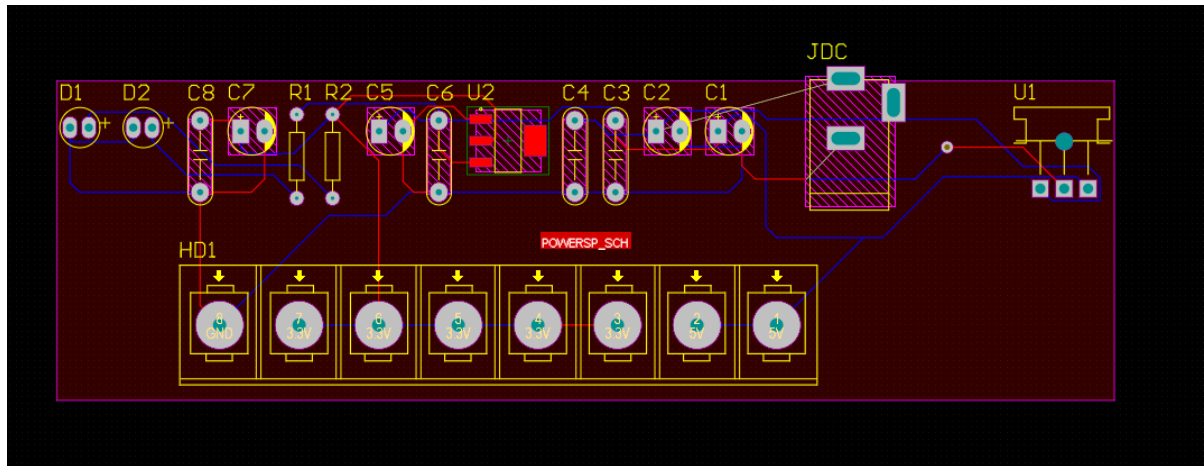 JDC
D1 D2 C8 C7 R1 R2 C5 C6 U2 C4 C3 C2 C1 U1
POWERSP_SCH
HD1
8 7 6 5 4 3 2 1
GND 3.3V 3.3V 3.3V 3.3V 3.3V 5V 5V